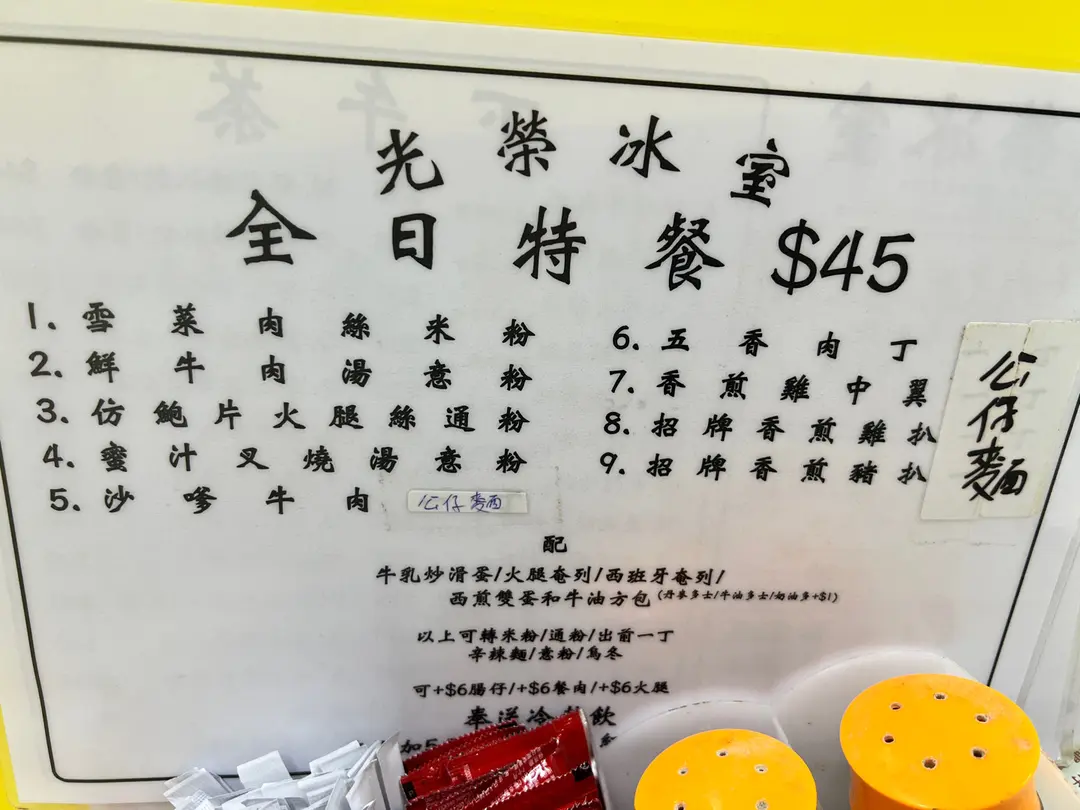 光榮冰室
全日特餐 $45
1. 雪菜肉絲米粉
2. 鮮牛肉湯意粉
3. 仿鮑片火腿絲通粉
4. 蜜汁叉燒湯意粉
5. 沙嗲牛肉 公仔麵
6. 五香肉丁
7. 香煎雞中翼
8. 招牌香煎雞扒
9. 招牌香煎豬扒
公仔麵
配
牛乳炒滑蛋/火腿奄列/西班牙奄列/
西煎雙蛋和牛油方包(丹麥多士/牛油多士/奶油多+$1)
以上可轉米粉/通粉/出前一丁
辛辣麵/意粉/烏冬
可+$6腸仔/+$6餐肉/+$6火腿
奉送冷 飲
加5